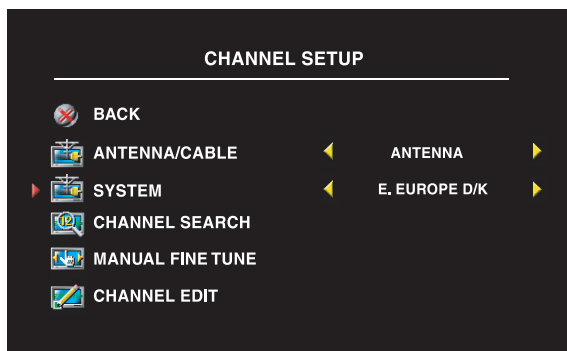 CHANNEL SETUP
BACK
ANTENNA/CABLE ANTENNA
SYSTEM E. EUROPE D/K
CHANNEL SEARCH
MANUAL FINE TUNE
CHANNEL EDIT